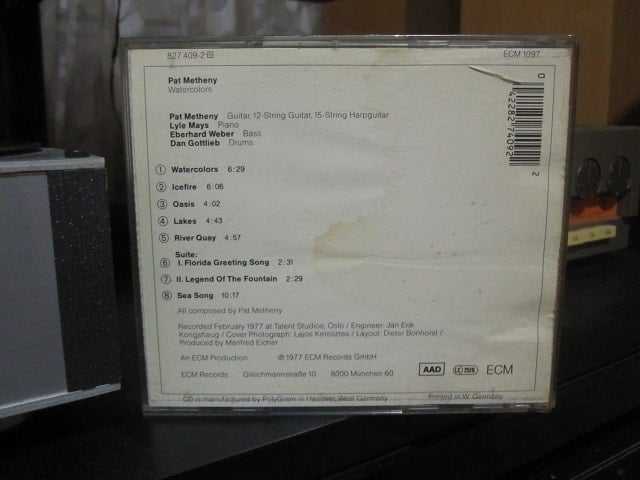 827 409-2
ECM 1097
Pat Metheny
Watercolors
Pat Metheny Guitar, 12-String Guitar, 15-String Harpguitar
Lyle Mays Piano
Eberhard Weber Bass
Dan Gottlieb Drums
1 Watercolors 6:29
2 Icefire 6:06
3 Oasis 4:02
4 Lakes 4:43
5 River Quay 4:57
Suite:
6 I. Florida Greeting Song 2:31
7 II. Legend Of The Fountain 2:29
8 Sea Song 10:17
All composed by Pat Metheny
Recorded February 1977 at Talent Studios, Oslo / Engineer: Jan Erik
Kongshaug / Cover Photograph: Lajos Keresztes / Layout: Dieter Bonhorst /
Produced by Manfred Eicher
An ECM Production ℗ 1977 ECM Records GmbH
ECM Records Gleichmannstraße 10 8000 München 60
AAD
ECM
CD is manufactured by PolyGram in Hanover, West Germany
Printed in W. Germany
0 42282 74092 2